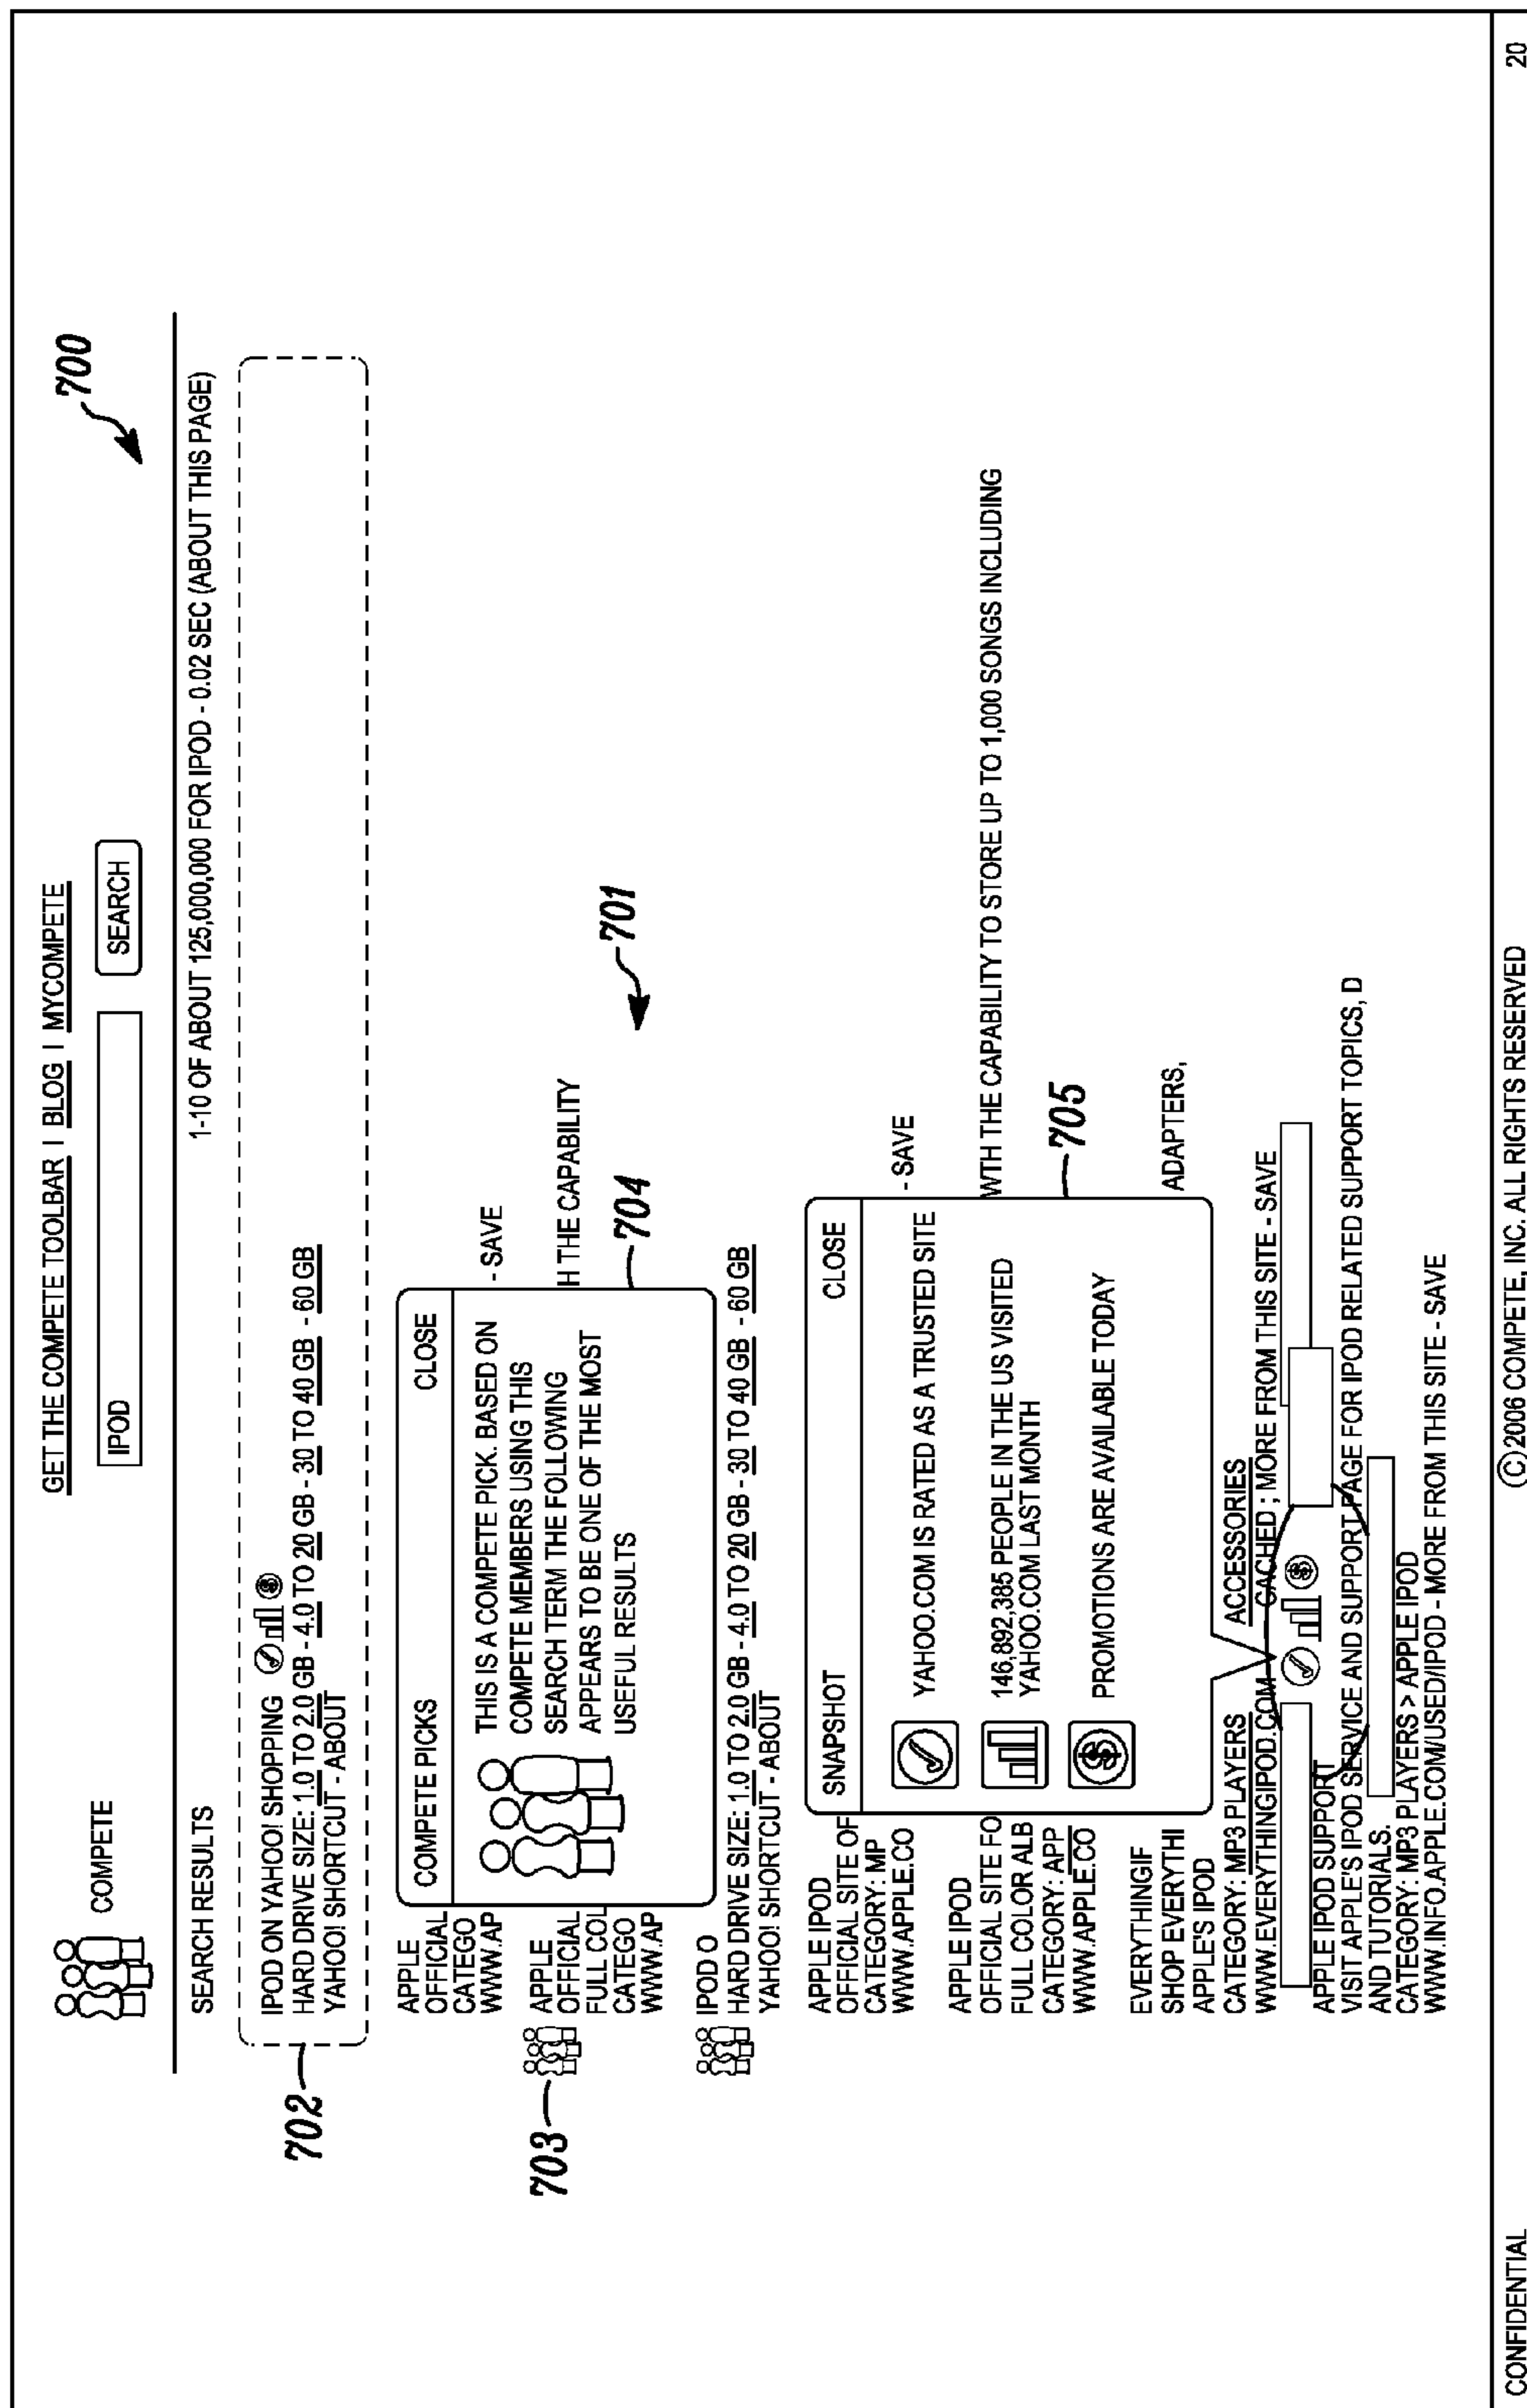 GET THE COMPETE TOOLBAR | BLOG | MYCOMPETE
COMPETE
IPOD
SEARCH
700
SEARCH RESULTS
1-10 OF ABOUT 125,000,000 FOR IPOD - 0.02 SEC (ABOUT THIS PAGE)
702
IPOD ON YAHOO! SHOPPING
HARD DRIVE SIZE: 1.0 TO 2.0 GB - 4.0 TO 20 GB - 30 TO 40 GB - 60 GB
YAHOO! SHORTCUT - ABOUT
COMPETE PICKS
CLOSE
THIS IS A COMPETE PICK. BASED ON
COMPETE MEMBERS USING THIS
SEARCH TERM THE FOLLOWING
APPEARS TO BE ONE OF THE MOST
USEFUL RESULTS
704
701
APPLE
OFFICIAL
CATEGO
WWW.AP
- SAVE
703
APPLE
OFFICIAL
H THE CAPABILITY
FULL COL
CATEGO
WWW.AP
IPOD O
HARD DRIVE SIZE: 1.0 TO 2.0 GB - 4.0 TO 20 GB - 30 TO 40 GB - 60 GB
YAHOO! SHORTCUT - ABOUT
SNAPSHOT
CLOSE
YAHOO.COM IS RATED AS A TRUSTED SITE
146,892,385 PEOPLE IN THE US VISITED
YAHOO.COM LAST MONTH
PROMOTIONS ARE AVAILABLE TODAY
705
APPLE IPOD
OFFICIAL SITE OF
CATEGORY: MP
WWW.APPLE.CO
- SAVE
APPLE IPOD
OFFICIAL SITE FO
WTH THE CAPABILITY TO STORE UP TO 1,000 SONGS INCLUDING
FULL COLOR ALB
CATEGORY: APP
WWW.APPLE.CO
EVERYTHINGIF
SHOP EVERYTHI
ADAPTERS,
APPLE'S IPOD
CATEGORY: MP3 PLAYERS ACCESSORIES
WWW.EVERYTHINGIPOD.COM CACHED ; MORE FROM THIS SITE - SAVE
APPLE IPOD SUPPORT
VISIT APPLE'S IPOD SERVICE AND SUPPORT PAGE FOR IPOD RELATED SUPPORT TOPICS, D
AND TUTORIALS.
CATEGORY: MP3 PLAYERS > APPLE IPOD
WWW.INFO.APPLE.COM/USED/IPOD - MORE FROM THIS SITE - SAVE
CONFIDENTIAL
©2006 COMPETE, INC. ALL RIGHTS RESERVED
20